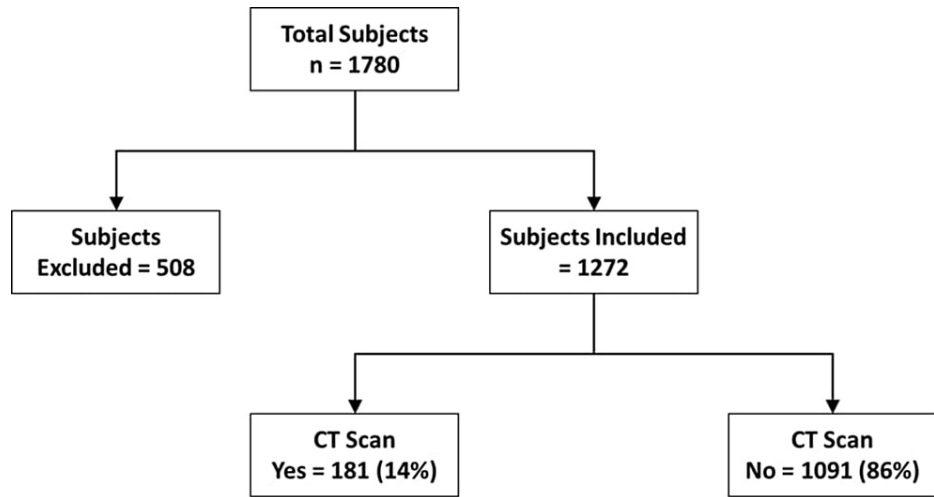 Total Subjects
n = 1780
Subjects
Excluded = 508
Subjects Included
= 1272
CT Scan
Yes = 181 (14%)
CT Scan
No = 1091 (86%)